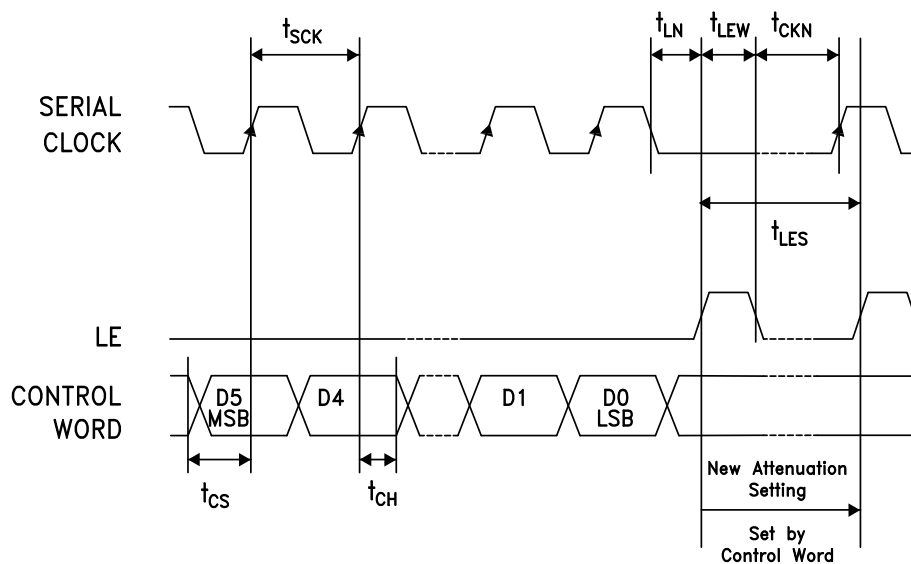 tSCK
tLN
tLEW
tCKN
SERIAL
CLOCK
tLES
LE
CONTROL
WORD
D5
MSB
D4
D1
D0
LSB
tCS
tCH
New Attenuation
Setting
Set by
Control Word